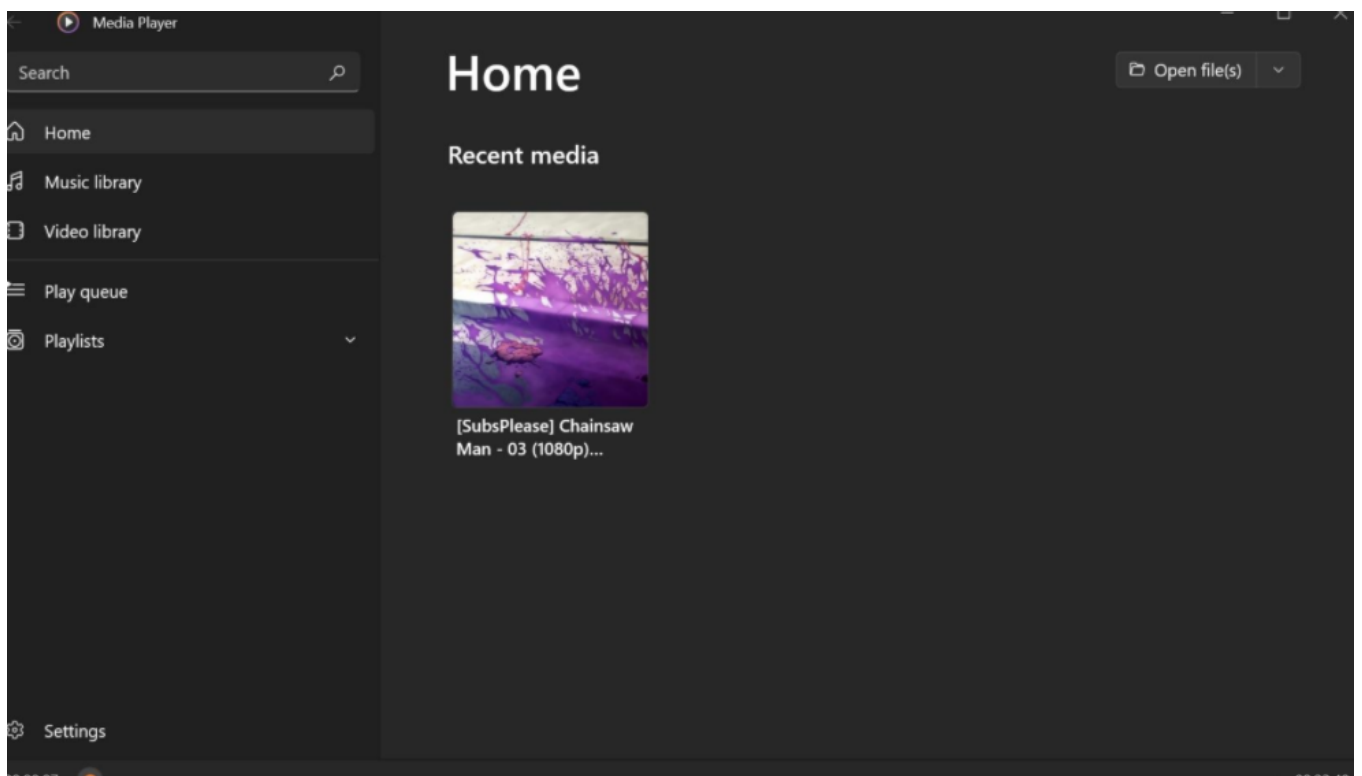 Media Player
Search
Home
Music library
Video library
Play queue
Playlists
Settings
Home
Open file(s)
Recent media
[SubsPlease] Chainsaw
Man - 03 (1080p)...